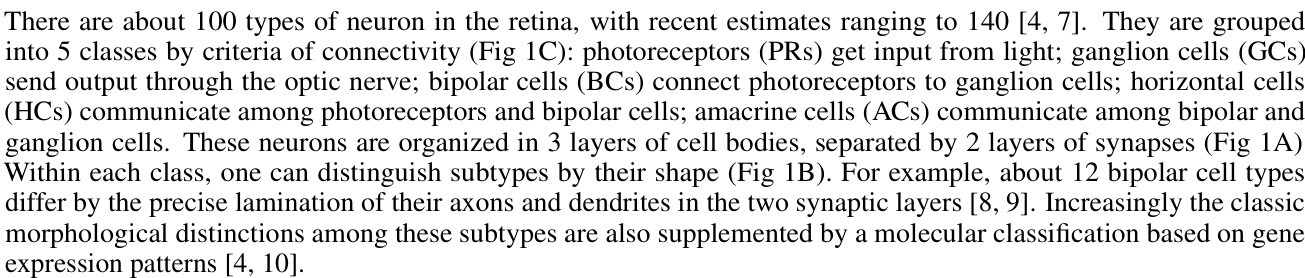 There are about 100 types of neuron in the retina, with recent estimates ranging to 140 [4, 7]. They are grouped
into 5 classes by criteria of connectivity (Fig 1C): photoreceptors (PRs) get input from light; ganglion cells (GCs)
send output through the optic nerve; bipolar cells (BCs) connect photoreceptors to ganglion cells; horizontal cells
(HCs) communicate among photoreceptors and bipolar cells; amacrine cells (ACs) communicate among bipolar and
ganglion cells. These neurons are organized in 3 layers of cell bodies, separated by 2 layers of synapses (Fig 1A)
Within each class, one can distinguish subtypes by their shape (Fig 1B). For example, about 12 bipolar cell types
differ by the precise lamination of their axons and dendrites in the two synaptic layers [8, 9]. Increasingly the classic
morphological distinctions among these subtypes are also supplemented by a molecular classification based on gene
expression patterns [4, 10].